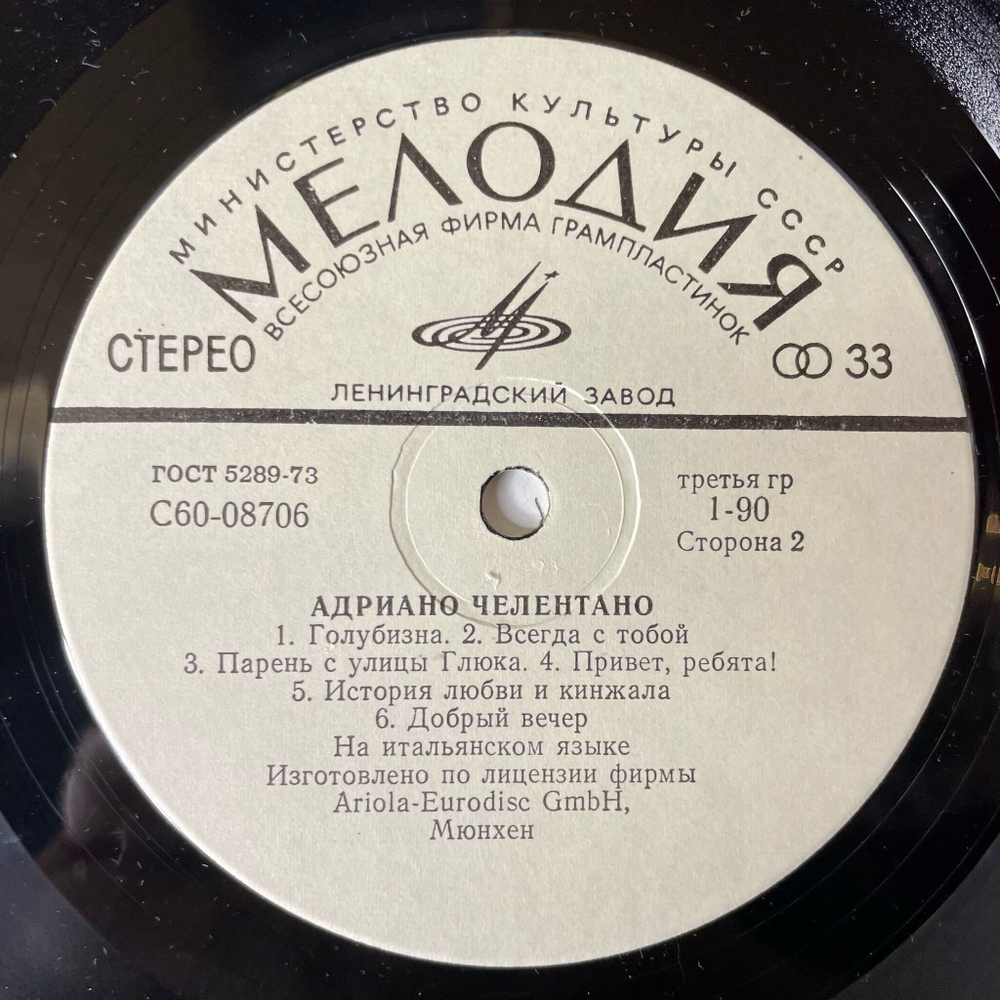 МИНИСТЕРСТВО КУЛЬТУРЫ СССР
МЕЛОДИЯ
ВСЕСОЮЗНАЯ ФИРМА ГРАМПЛАСТИНОК
СТЕРЕО
33
ЛЕНИНГРАДСКИЙ ЗАВОД
ГОСТ 5289-73
С60-08706
третья гр
1-90
Сторона 2
АДРИАНО ЧЕЛЕНТАНО
1. Голубизна. 2. Всегда с тобой
3. Парень с улицы Глюка. 4. Привет, ребята!
5. История любви и кинжала
6. Добрый вечер
На итальянском языке
Изготовлено по лицензии фирмы
Ariola-Eurodisc GmbH,
Мюнхен